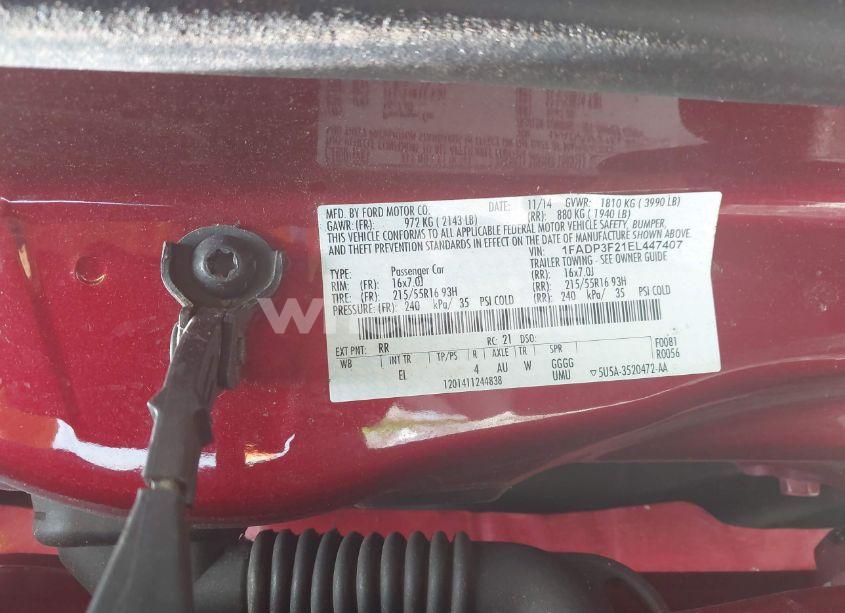 MFD. BY FORD MOTOR CO. DATE: 11/14 GVWR: 1810 KG ( 3990 LB)
GAWR:(FR): 972 KG ( 2143 LB) (RR): 880 KG ( 1940 LB)
THIS VEHICLE CONFORMS TO ALL APPLICABLE FEDERAL MOTOR VEHICLE SAFETY, BUMPER,
AND THEFT PREVENTION STANDARDS IN EFFECT ON THE DATE OF MANUFACTURE SHOWN ABOVE.
VIN: 1FADP3F21EL447407
TYPE: Passenger Car TRAILER TOWING - SEE OWNER GUIDE
RIM: (FR): 16x7.0J (RR): 16x7.0J
TIRE: (FR): 215/55R16 93H (RR): 215/55R16 93H
PRESSURE: (FR): 240 kPa/ 35 PSI COLD (RR): 240 kPa/ 35 PSI COLD
EXT PNT: RR RC: 21 DSO: F0081
WB INT TR TP/PS R AXLE TR SPR R0056
EL 4 AU W GGGG
UMU 5U5A-3520472-AA
1201411244838